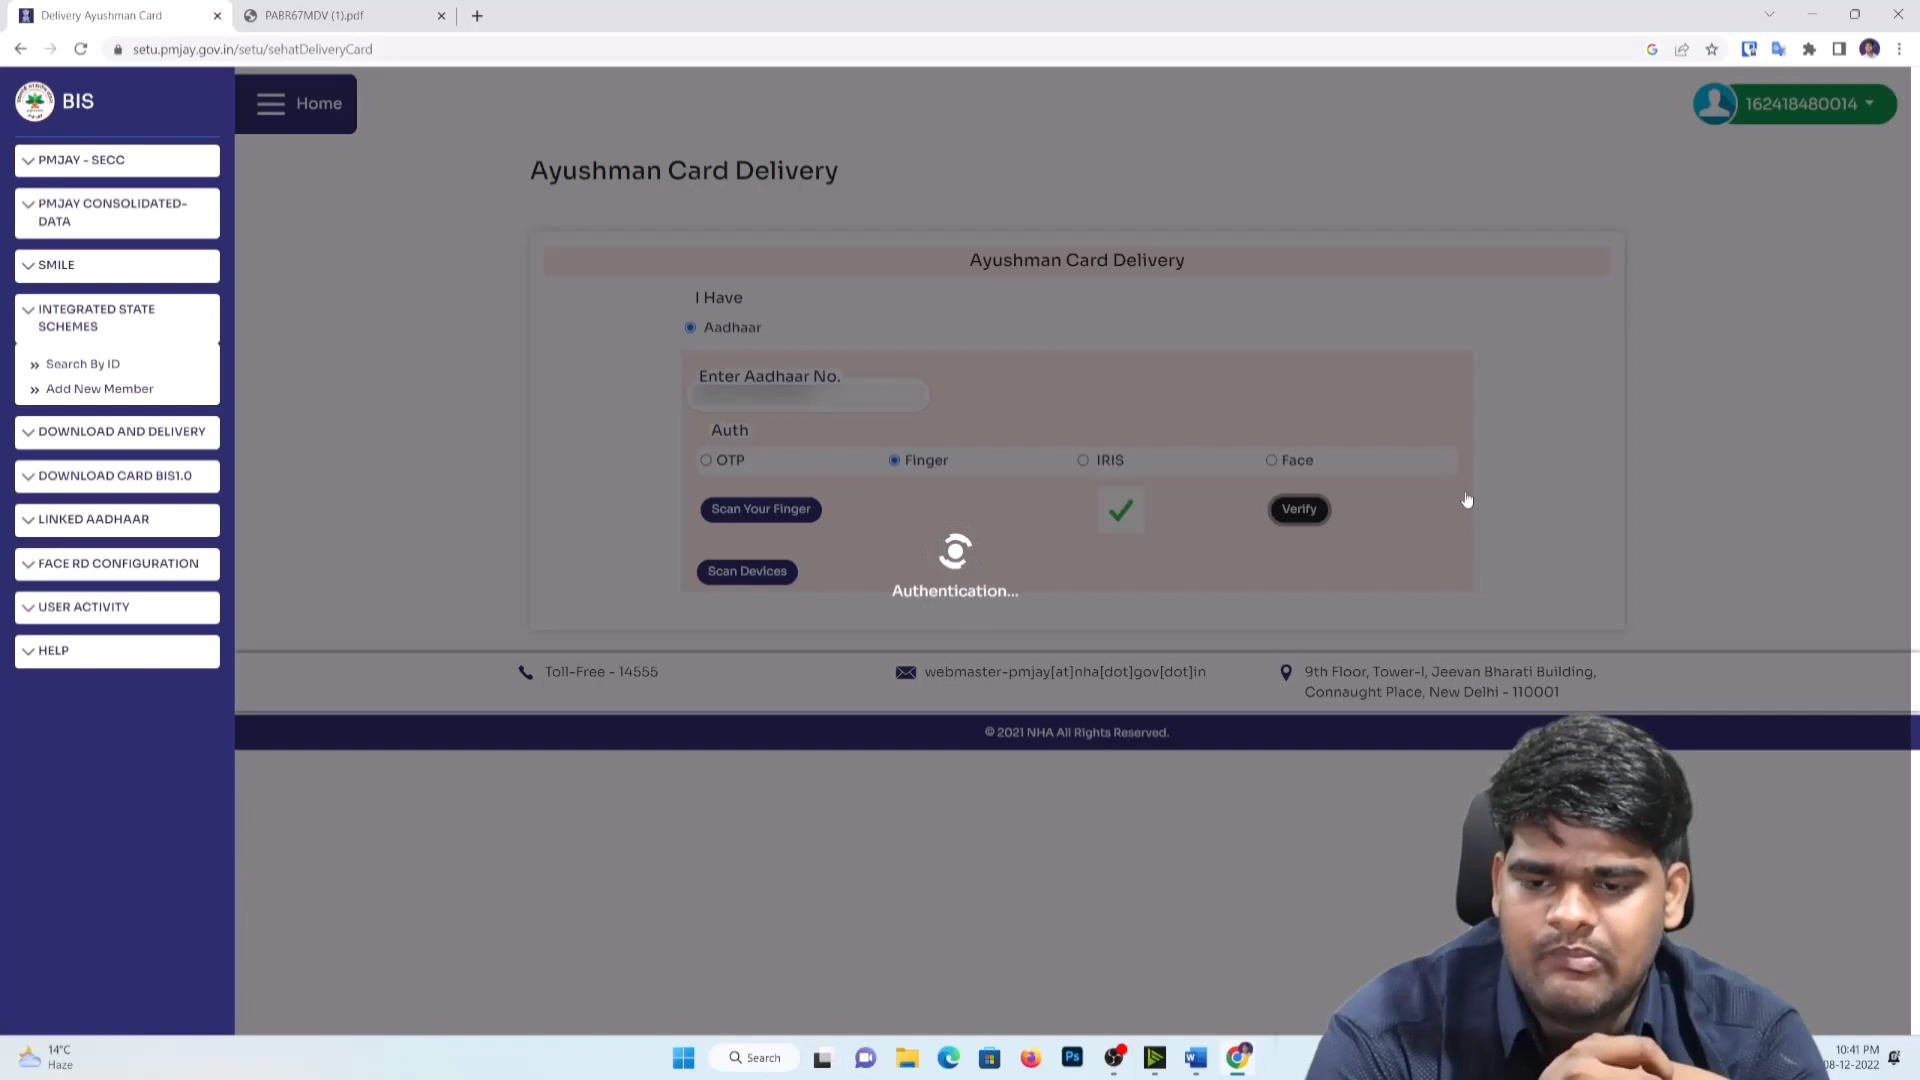 Delivery Ayushman Card
PABR67MDV (1).pdf
setu.pmjay.gov.in/setu/sehatDeliveryCard
BIS
Home
162418480014
PMJAY - SECC
PMJAY CONSOLIDATED-
DATA
SMILE
INTEGRATED STATE
SCHEMES
Search By ID
Add New Member
DOWNLOAD AND DELIVERY
DOWNLOAD CARD BIS1.0
LINKED AADHAAR
FACE RD CONFIGURATION
USER ACTIVITY
HELP
Ayushman Card Delivery
Ayushman Card Delivery
I Have
Aadhaar
Enter Aadhaar No.
Auth
OTP
Finger
IRIS
Face
Scan Your Finger
Verify
Scan Devices
Authentication...
Toll-Free - 14555
webmaster-pmjay[at]nha[dot]gov[dot]in
9th Floor, Tower-l, Jeevan Bharati Building,
Connaught Place, New Delhi - 110001
© 2021 NHA All Rights Reserved.
14°C
Haze
Search
Ps
10:41 PM
08-12-2022